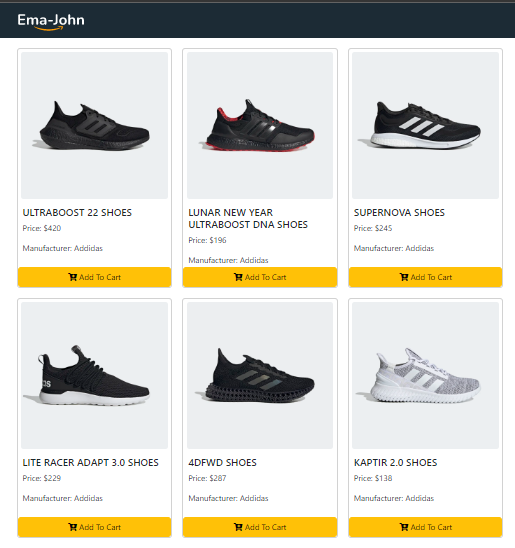 Ema-John
ULTRABOOST 22 SHOES
Price: $420
Manufacturer: Addidas
Add To Cart
LUNAR NEW YEAR
ULTRABOOST DNA SHOES
Price: $196
Manufacturer: Addidas
Add To Cart
SUPERNOVA SHOES
Price: $245
Manufacturer: Addidas
Add To Cart
LITE RACER ADAPT 3.0 SHOES
Price: $229
Manufacturer: Addidas
Add To Cart
4DFWD SHOES
Price: $287
Manufacturer: Addidas
Add To Cart
KAPTIR 2.0 SHOES
Price: $138
Manufacturer: Addidas
Add To Cart